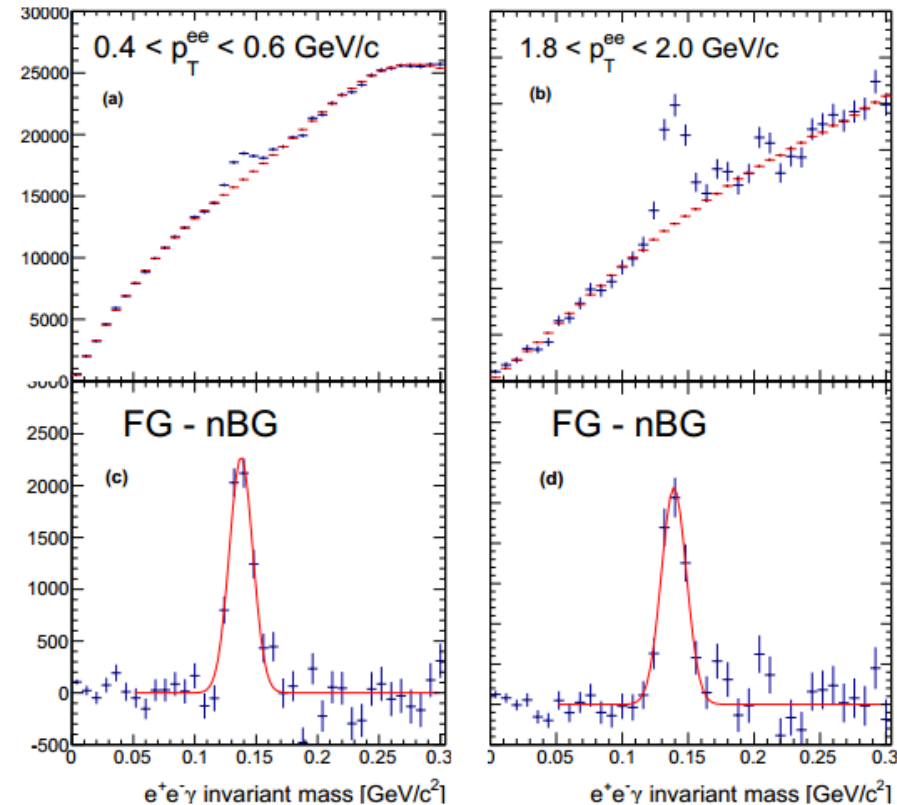 30000
25000
20000
15000
10000
5000
0.4 < p_T^ee < 0.6 GeV/c
(a)
1.8 < p_T^ee < 2.0 GeV/c
(b)
3000
2500
2000
1500
1000
500
0
-500
FG - nBG
(c)
FG - nBG
(d)
0 0.05 0.1 0.15 0.2 0.25 0.3
0.1 0.15 0.2 0.25 0.3
e⁺e⁻γ invariant mass [GeV/c²]
e⁺e⁻γ invariant mass [GeV/c²]